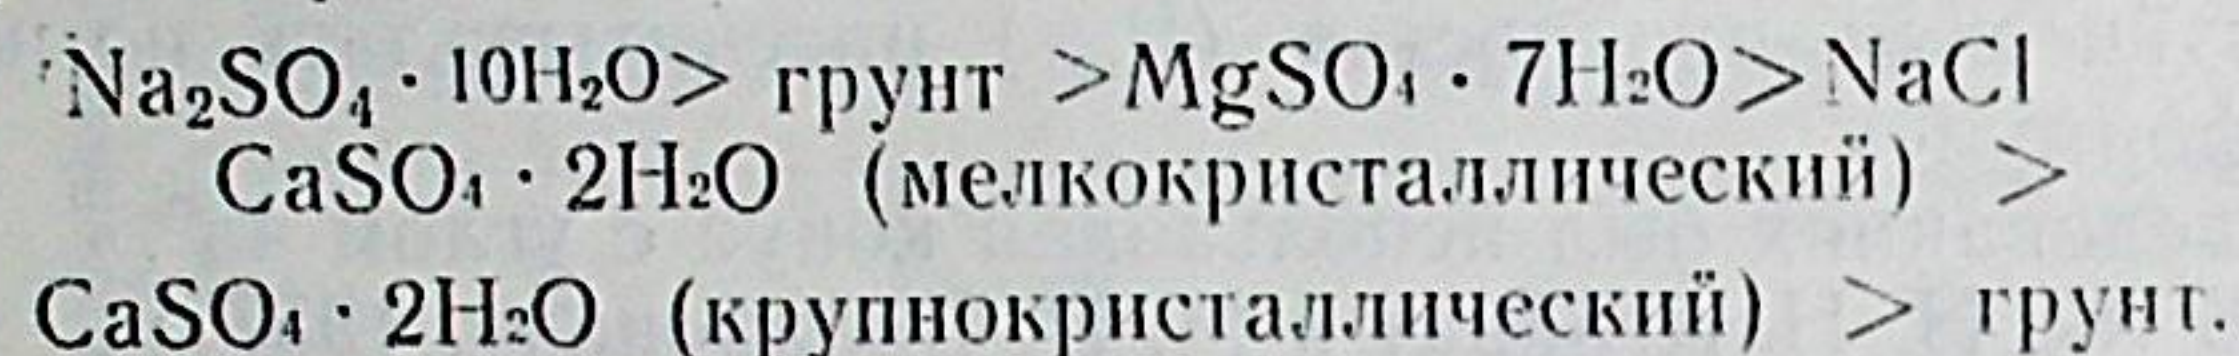 Na₂SO₄ · 10H₂O> грунт >MgSO₄ · 7H₂O>NaCl
CaSO₄ · 2H₂O (мелкокристаллический) >
CaSO₄ · 2H₂O (крупнокристаллический) > грунт.